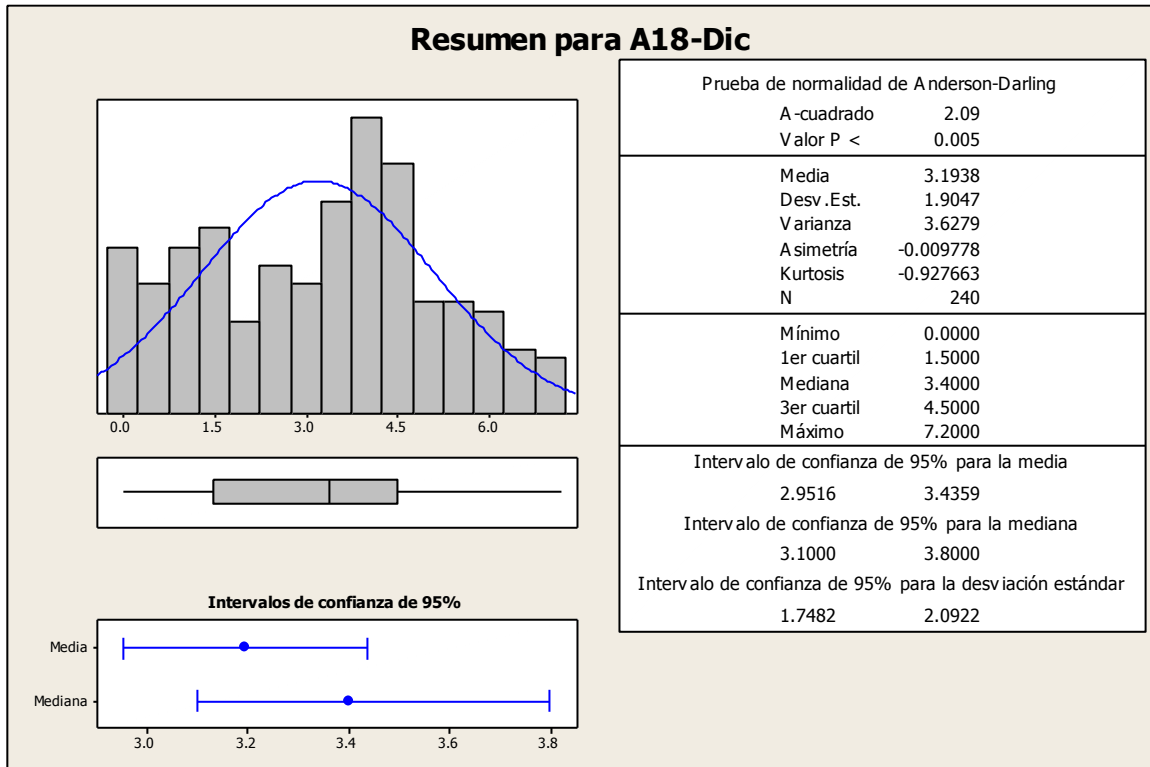 Resumen para A18-Dic
0.0 1.5 3.0 4.5 6.0
Intervalos de confianza de 95%
Media
Mediana
3.0 3.2 3.4 3.6 3.8
Prueba de normalidad de Anderson-Darling
A-cuadrado 2.09
Valor P < 0.005
Media 3.1938
Desv.Est. 1.9047
Varianza 3.6279
Asimetría -0.009778
Kurtosis -0.927663
N 240
Mínimo 0.0000
1er cuartil 1.5000
Mediana 3.4000
3er cuartil 4.5000
Máximo 7.2000
Intervalo de confianza de 95% para la media
2.9516 3.4359
Intervalo de confianza de 95% para la mediana
3.1000 3.8000
Intervalo de confianza de 95% para la desviación estándar
1.7482 2.0922